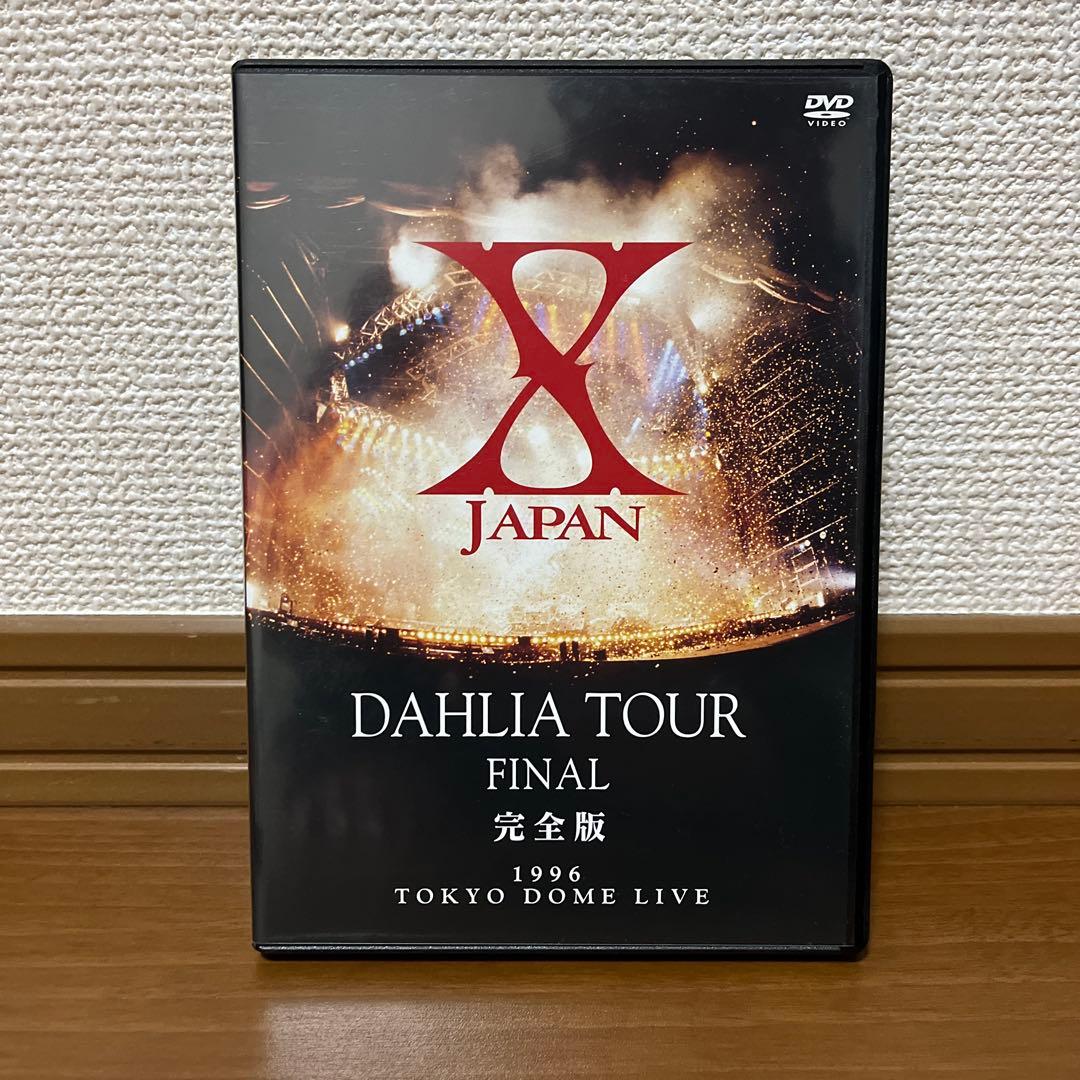 DVD
VIDEO
X
JAPAN
DAHLIA TOUR
FINAL
完全版
1996
TOKYO DOME LIVE